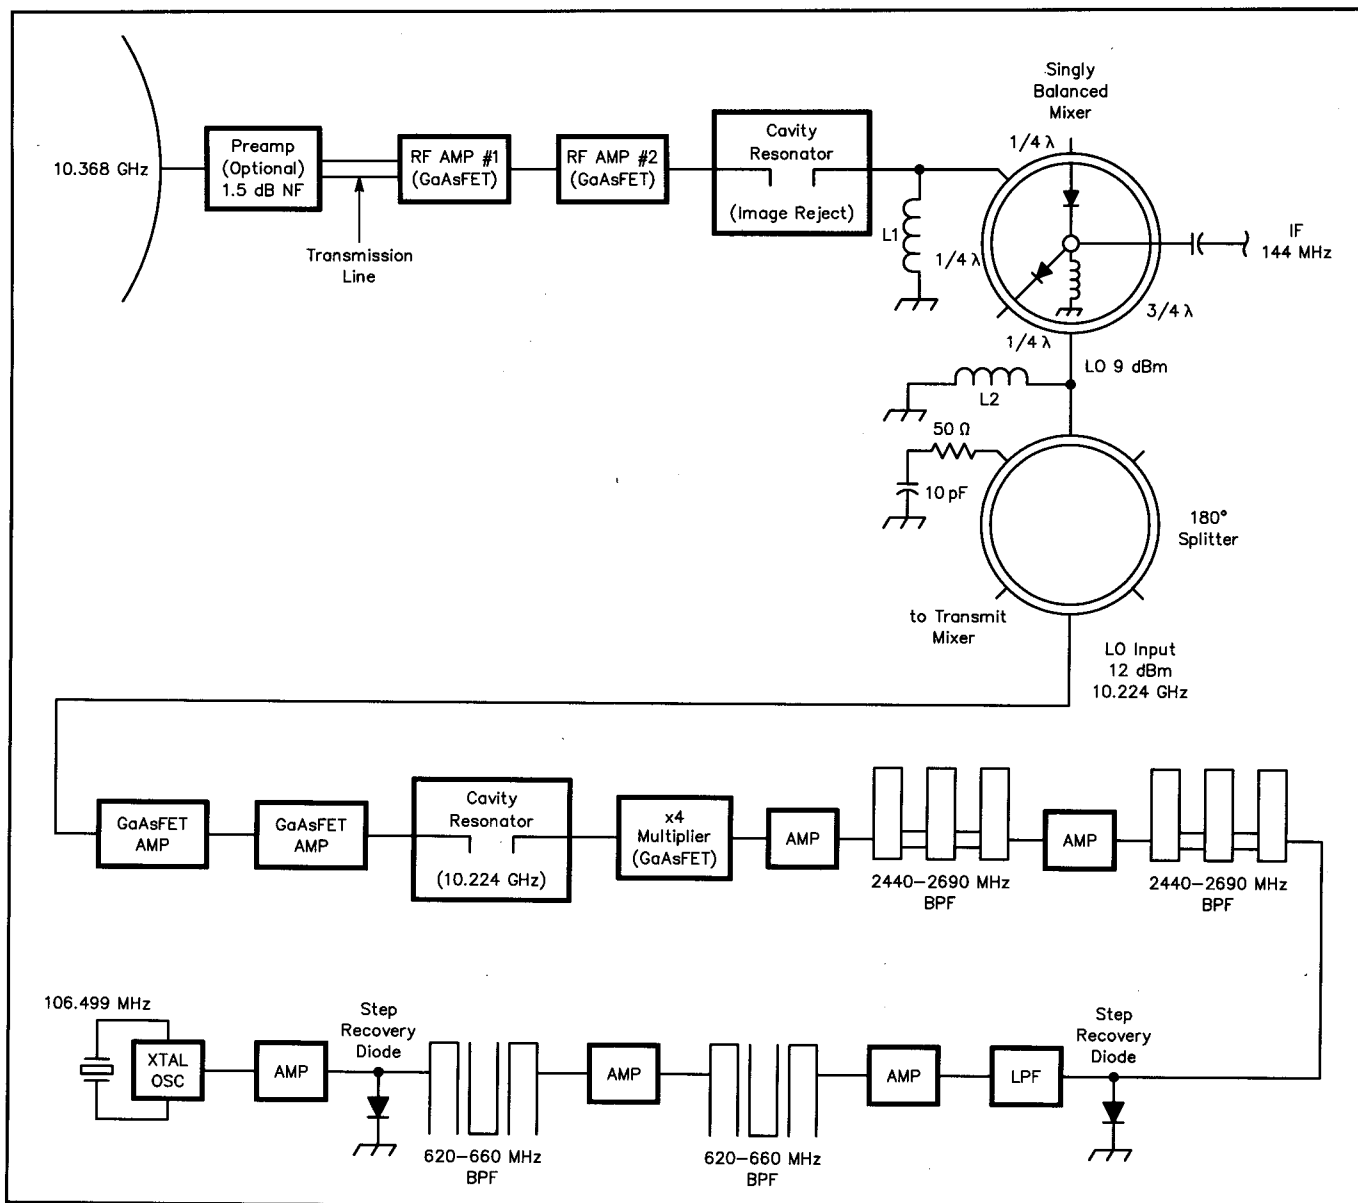 Singly
Balanced
Mixer
10.368 GHz
Preamp
(Optional)
1.5 dB NF
Transmission
Line
RF AMP #1
(GaAsFET)
RF AMP #2
(GaAsFET)
Cavity
Resonator
(Image Reject)
L1
1/4 λ
1/4 λ
1/4 λ
3/4 λ
IF
144 MHz
LO 9 dBm
L2
50 Ω
10 pF
180°
Splitter
to Transmit
Mixer
LO Input
12 dBm
10.224 GHz
GaAsFET
AMP
GaAsFET
AMP
Cavity
Resonator
(10.224 GHz)
x4
Multiplier
(GaAsFET)
AMP
2440–2690 MHz
BPF
AMP
2440–2690 MHz
BPF
106.499 MHz
XTAL
OSC
AMP
Step
Recovery
Diode
620–660 MHz
BPF
AMP
620–660 MHz
BPF
AMP
LPF
Step
Recovery
Diode